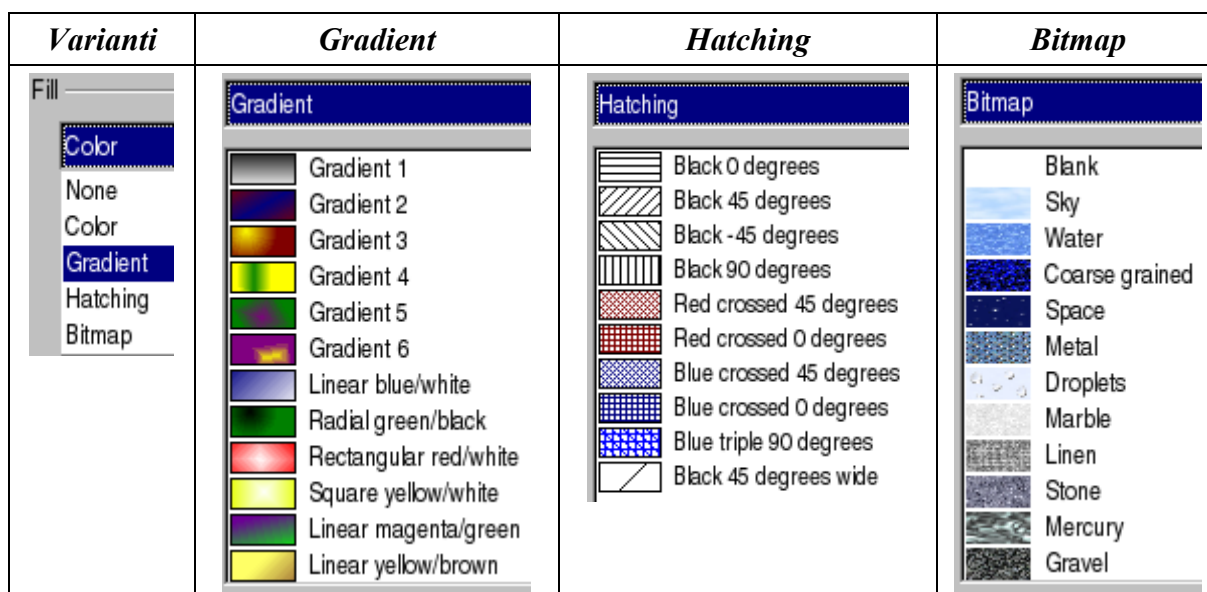 Varianti
Gradient
Hatching
Bitmap
Fill
Color
None
Color
Gradient
Hatching
Bitmap
Gradient
Gradient 1
Gradient 2
Gradient 3
Gradient 4
Gradient 5
Gradient 6
Linear blue/white
Radial green/black
Rectangular red/white
Square yellow/white
Linear magenta/green
Linear yellow/brown
Hatching
Black 0 degrees
Black 45 degrees
Black -45 degrees
Black 90 degrees
Red crossed 45 degrees
Red crossed 0 degrees
Blue crossed 45 degrees
Blue crossed 0 degrees
Blue triple 90 degrees
Black 45 degrees wide
Bitmap
Blank
Sky
Water
Coarse grained
Space
Metal
Droplets
Marble
Linen
Stone
Mercury
Gravel